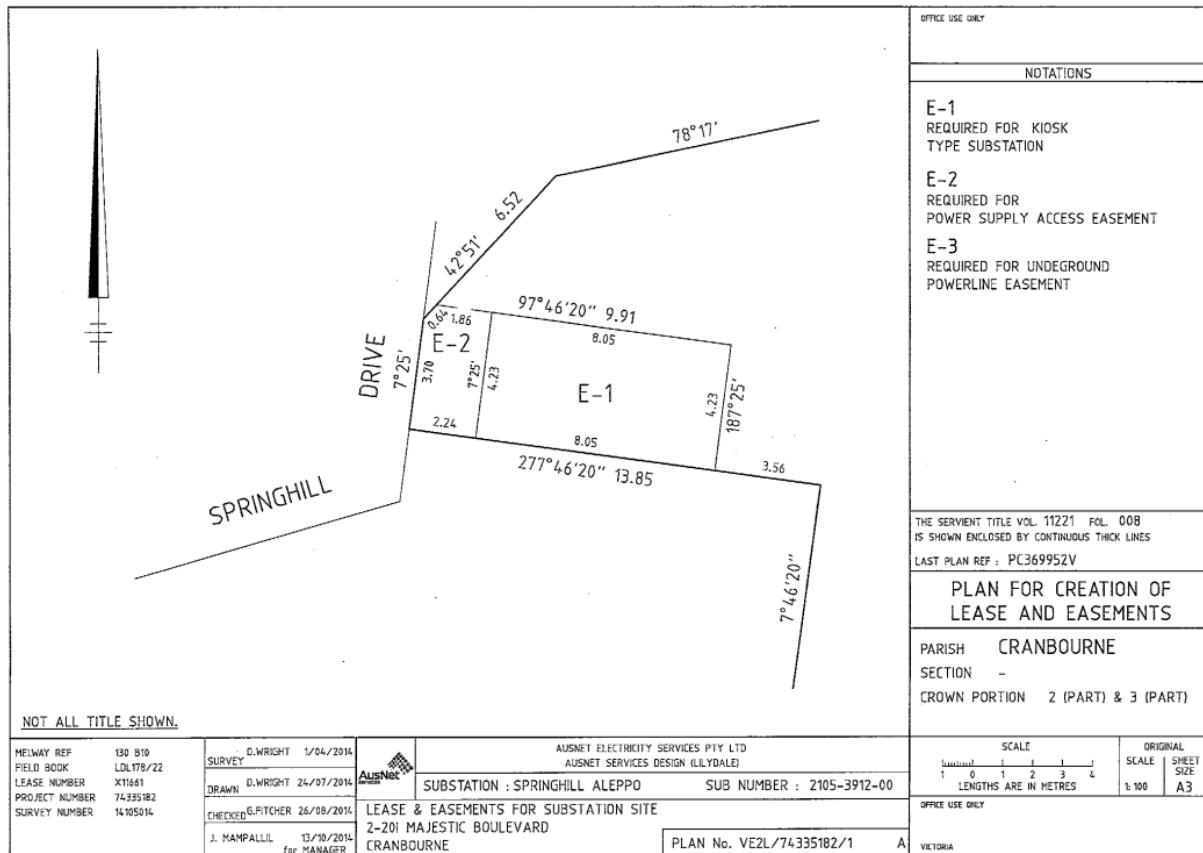 OFFICE USE ONLY
NOTATIONS
E-1
REQUIRED FOR KIOSK
TYPE SUBSTATION
E-2
REQUIRED FOR
POWER SUPPLY ACCESS EASEMENT
E-3
REQUIRED FOR UNDEGROUND
POWERLINE EASEMENT
78°17'
6.52
42°51'
97°46'20" 9.91
0.64
1.86
8.05
E-2
DRIVE
7°25'
3.70
7°25'
4.23
E-1
4.23
187°25'
2.24
8.05
277°46'20" 13.85
3.56
SPRINGHILL
7°46'20"
NOT ALL TITLE SHOWN.
THE SERVIENT TITLE VOL. 11221 FOL. 008
IS SHOWN ENCLOSED BY CONTINUOUS THICK LINES
LAST PLAN REF : PC369952V
PLAN FOR CREATION OF
LEASE AND EASEMENTS
PARISH CRANBOURNE
SECTION -
CROWN PORTION 2 (PART) & 3 (PART)
MELWAY REF 130 B10
FIELD BOOK LDL178/22
LEASE NUMBER X11661
PROJECT NUMBER 74335182
SURVEY NUMBER 14105014
SURVEY D.WRIGHT 1/04/2014
DRAWN D.WRIGHT 24/07/2014
CHECKED G.FITCHER 26/08/2014
J. MAMPALLIL 13/10/2014
for MANAGER
AusNet
SERVICES
AUSNET ELECTRICITY SERVICES PTY LTD
AUSNET SERVICES DESIGN (LILYDALE)
SUBSTATION : SPRINGHILL ALEPPO SUB NUMBER : 2105-3912-00
LEASE & EASEMENTS FOR SUBSTATION SITE
2-201 MAJESTIC BOULEVARD
CRANBOURNE
PLAN No. VE2L/74335182/1 A
SCALE
1 0 1 2 3 4
LENGTHS ARE IN METRES
ORIGINAL
SCALE
1: 100
SHEET
SIZE
A3
OFFICE USE ONLY
VICTORIA